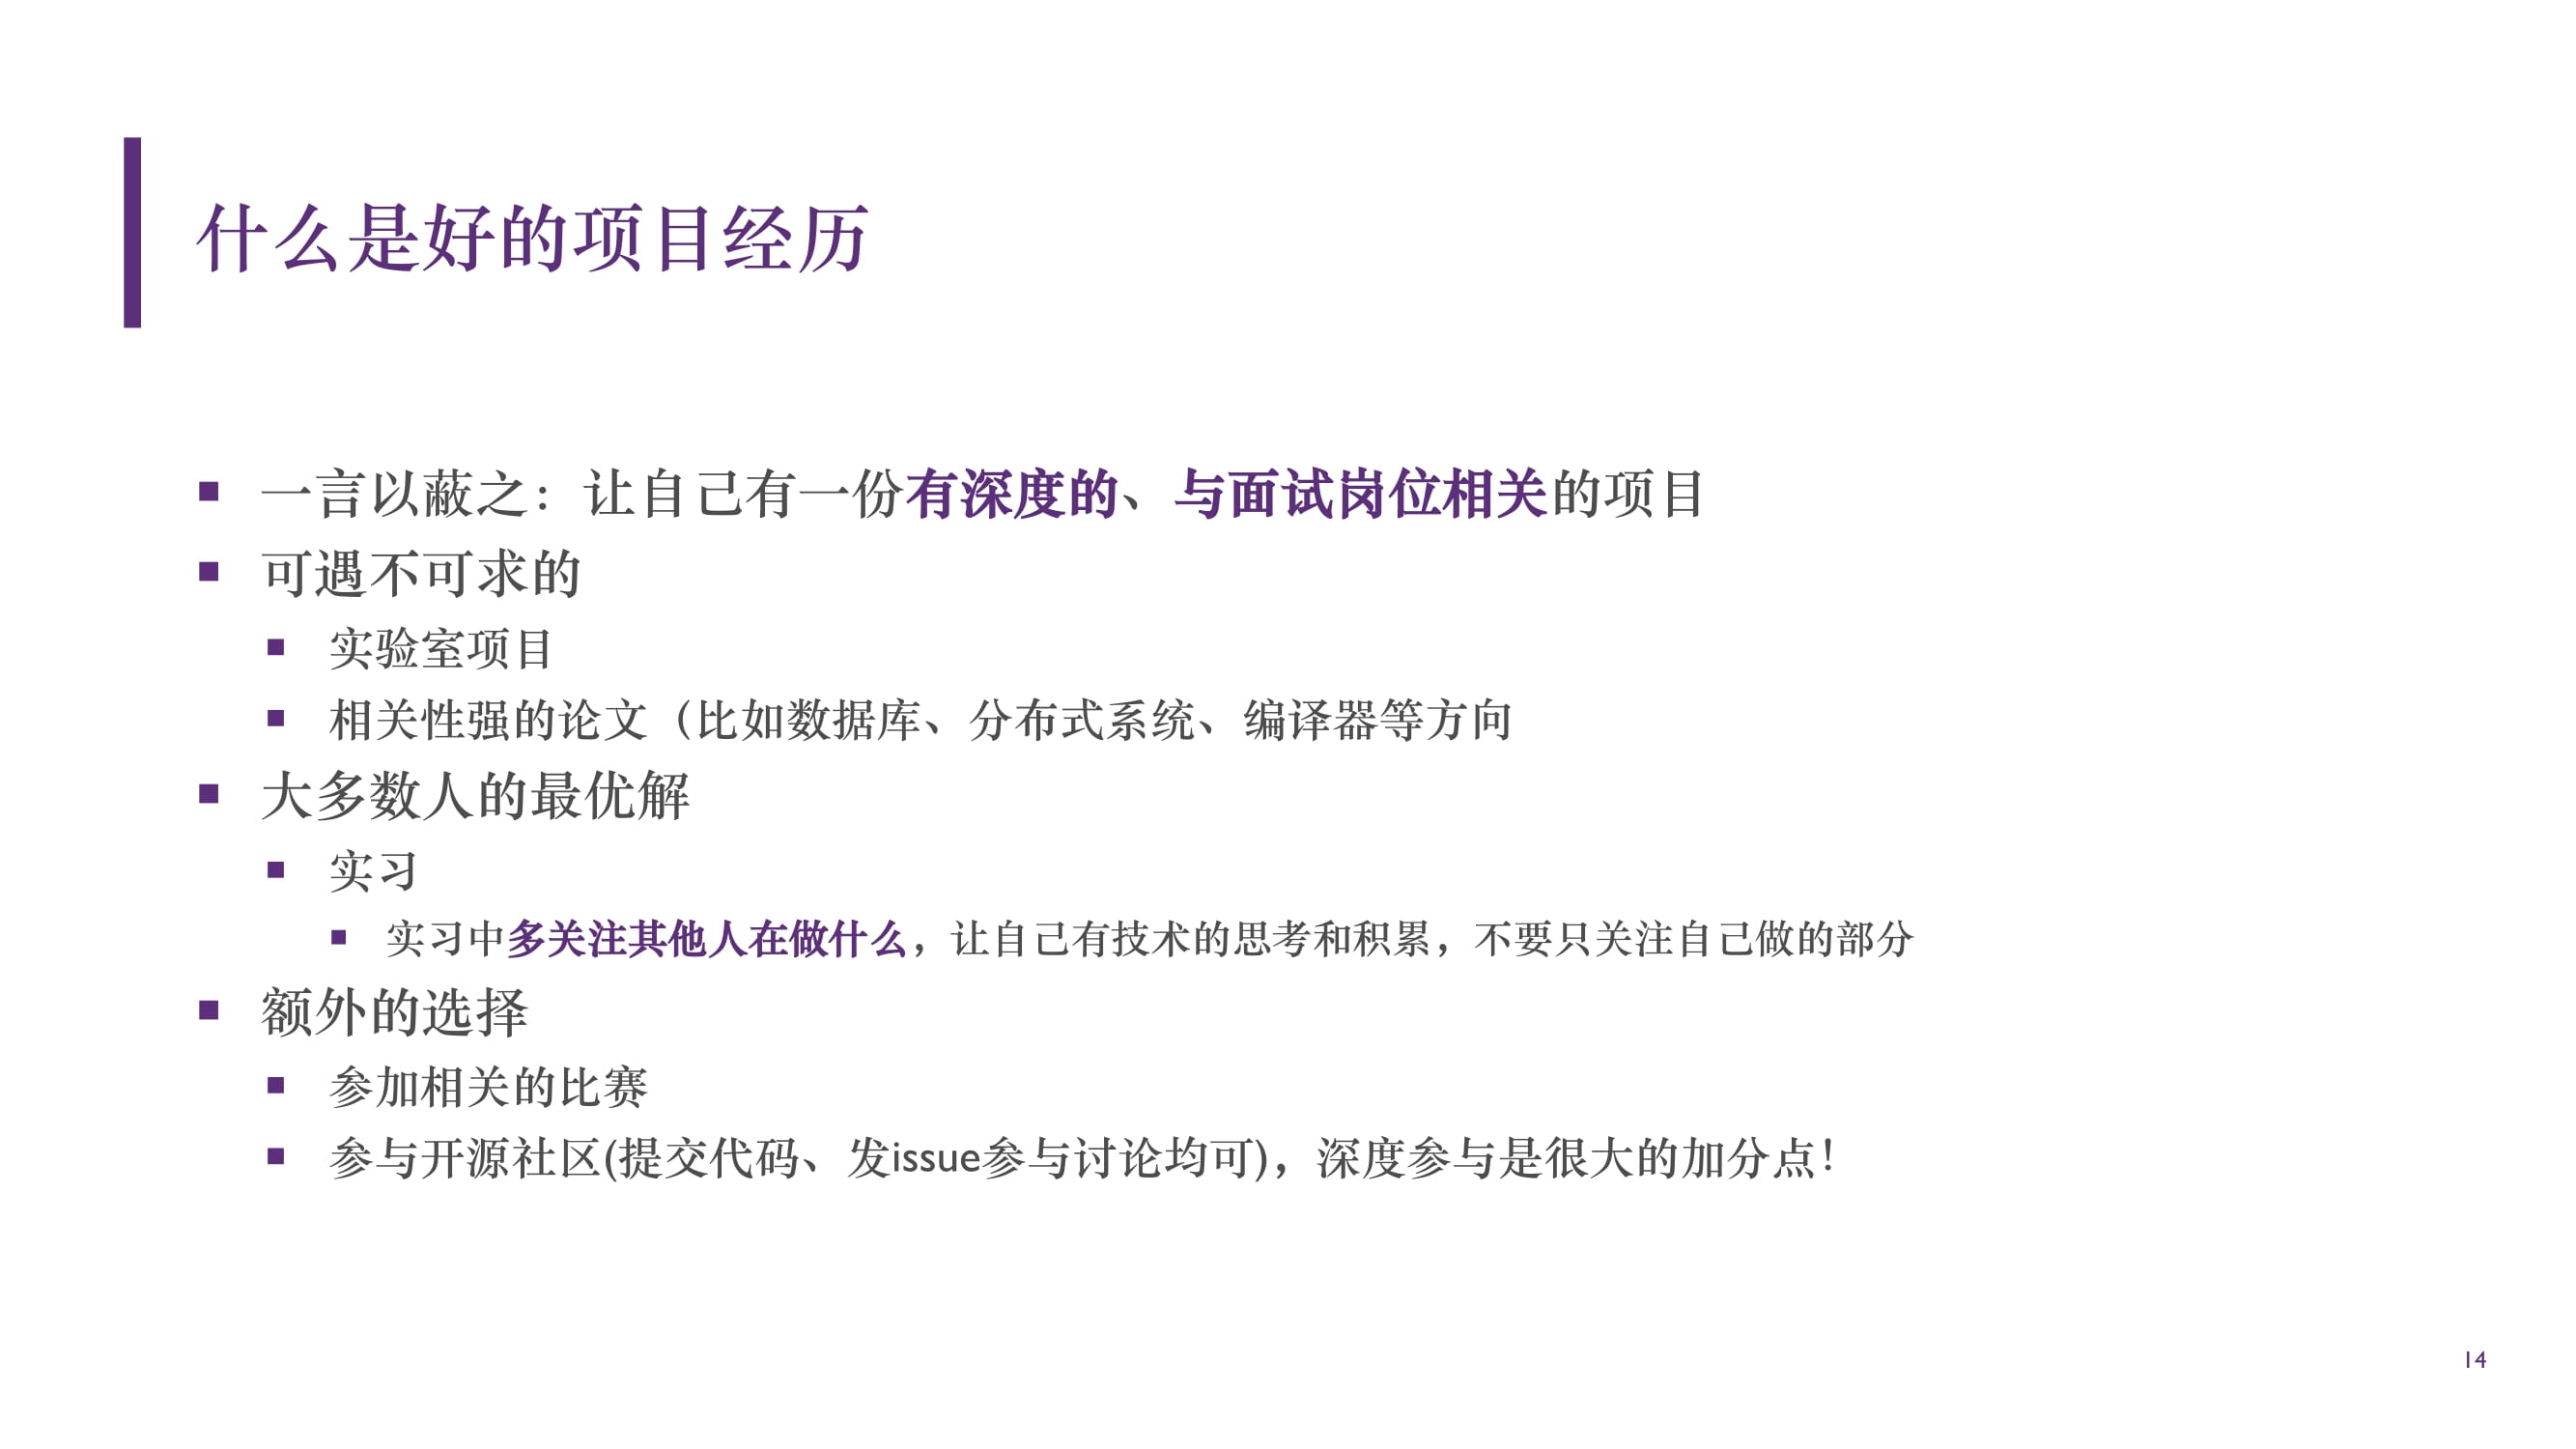 什么是好的项目经历
一言以蔽之：让自己有一份有深度的、与面试岗位相关的项目
可遇不可求的
实验室项目
相关性强的论文（比如数据库、分布式系统、编译器等方向
大多数人的最优解
实习
实习中多关注其他人在做什么，让自己有技术的思考和积累，不要只关注自己做的部分
额外的选择
参加相关的比赛
参与开源社区(提交代码、发issue参与讨论均可)，深度参与是很大的加分点！
14